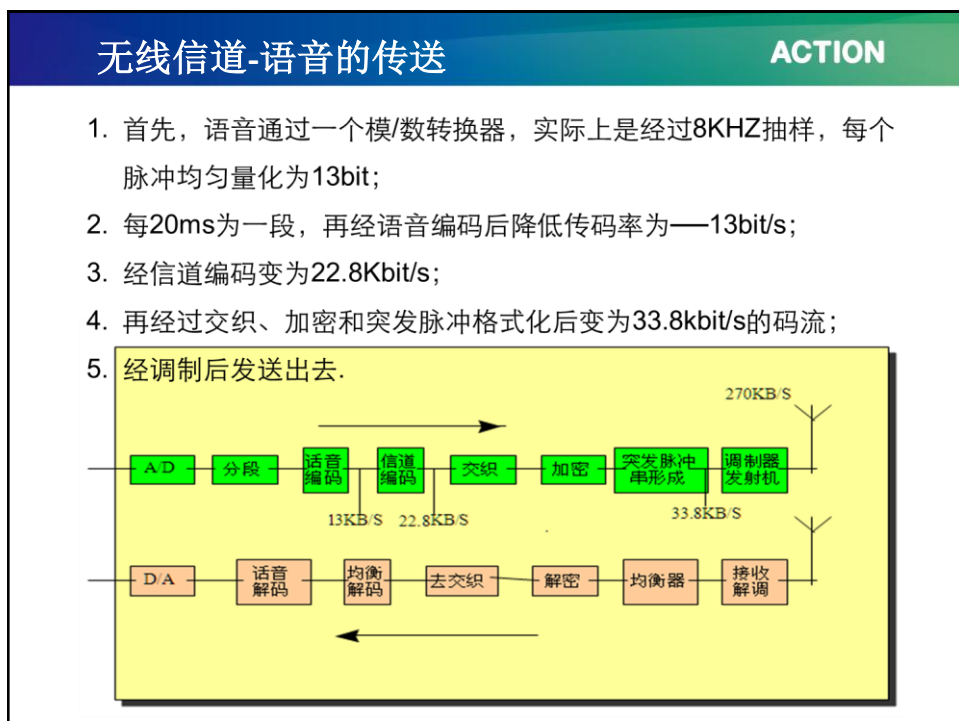 无线信道-语音的传送
ACTION
1. 首先，语音通过一个模/数转换器，实际上是经过8KHZ抽样，每个
脉冲均匀量化为13bit；
2. 每20ms为一段，再经语音编码后降低传码率为──13bit/s；
3. 经信道编码变为22.8Kbit/s；
4. 再经过交织、加密和突发脉冲格式化后变为33.8kbit/s的码流；
5. 经调制后发送出去.
270KB/S
A/D
分段
话音
编码
信道
编码
交织
加密
突发脉冲
串形成
调制器
发射机
13KB/S
22.8KB/S
33.8KB/S
D/A
话音
解码
均衡
解码
去交织
解密
均衡器
接收
解调